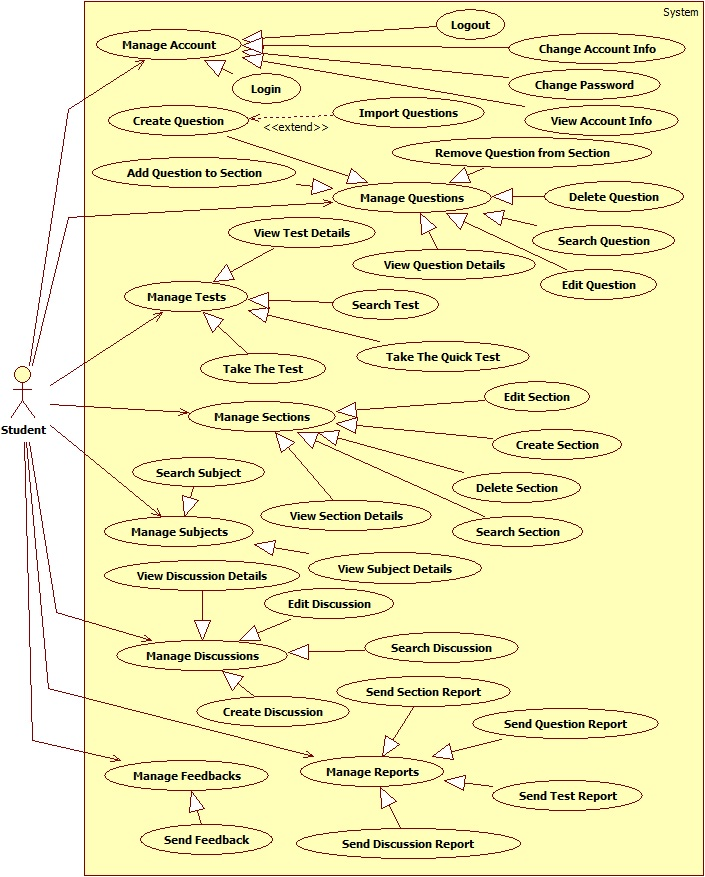 System
Logout
Manage Account
Change Account Info
Login
Change Password
Create Question
Import Questions
View Account Info
<<extend>>
Remove Question from Section
Add Question to Section
Manage Questions
Delete Question
View Test Details
Search Question
View Question Details
Edit Question
Manage Tests
Search Test
Take The Quick Test
Take The Test
Edit Section
Manage Sections
Student
Create Section
Search Subject
Delete Section
View Section Details
Manage Subjects
Search Section
View Subject Details
View Discussion Details
Edit Discussion
Search Discussion
Manage Discussions
Send Section Report
Create Discussion
Send Question Report
Manage Feedbacks
Manage Reports
Send Test Report
Send Feedback
Send Discussion Report